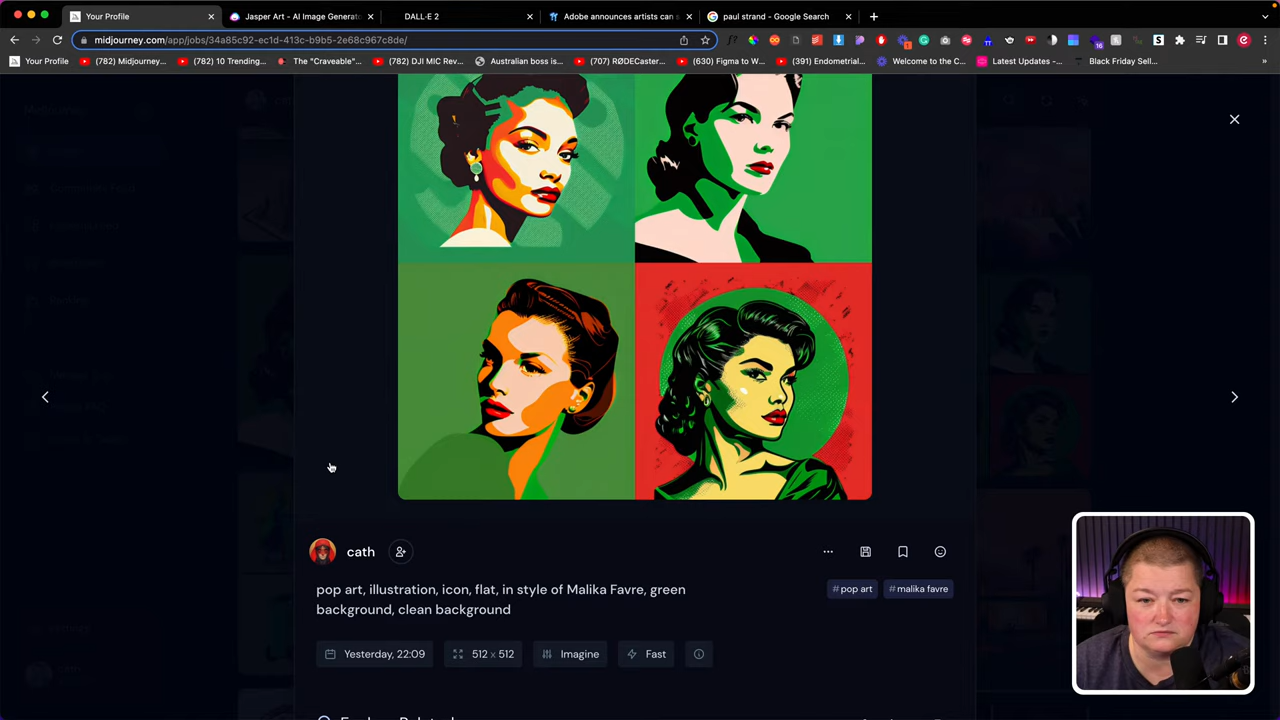 Your Profile
Jasper Art - AI Image Generato
DALL·E 2
Adobe announces artists can s
paul strand - Google Search
midjourney.com/app/jobs/34a85c92-ec1d-413c-b9b5-2e68c967c8de/
Your Profile
(782) Midjourney...
(782) 10 Trending...
The "Craveable"...
(782) DJI MIC Rev...
Australian boss is...
(707) RØDECaster...
(630) Figma to W...
(391) Endometrial...
Welcome to the C...
Latest Updates -...
Black Friday Sell...
cath
pop art, illustration, icon, flat, in style of Malika Favre, green
background, clean background
#pop art
#malika favre
Yesterday, 22:09
512 x 512
Imagine
Fast